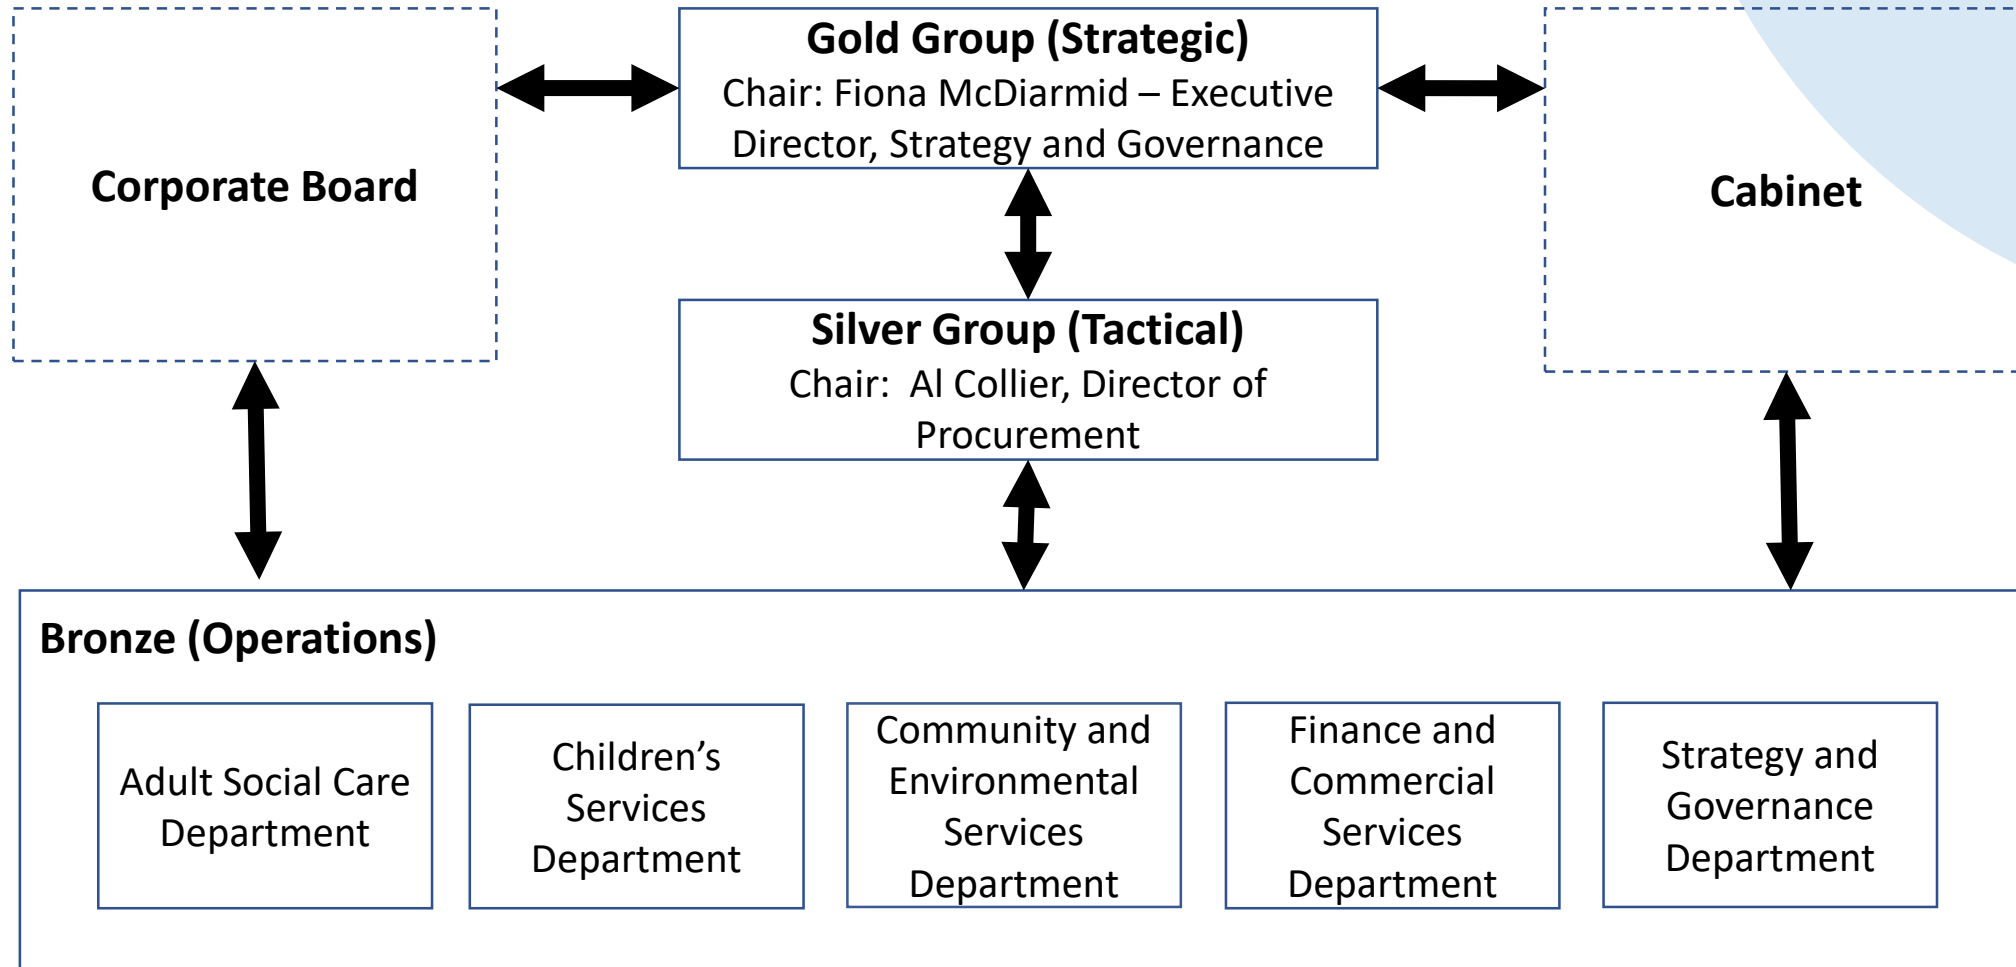 Gold Group (Strategic)
Chair: Fiona McDiarmid – Executive
Director, Strategy and Governance
Corporate Board
Cabinet
Silver Group (Tactical)
Chair:  Al Collier, Director of
Procurement
Bronze (Operations)
Adult Social Care
Department
Children’s
Services
Department
Community and
Environmental
Services
Department
Finance and
Commercial
Services
Department
Strategy and
Governance
Department